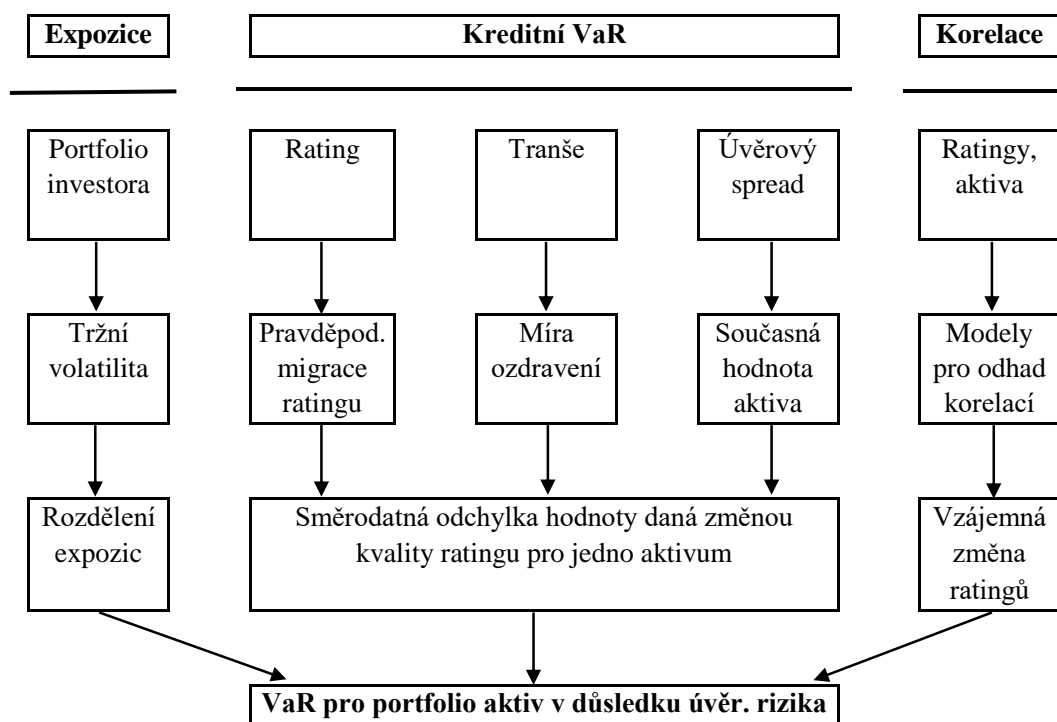 Expozice
Kreditní VaR
Korelace
Portfolio
investora
Rating
Tranše
Úvěrový
spread
Ratingy,
aktiva
Tržní
volatilita
Pravděpod.
migrace
ratingu
Míra
ozdravení
Současná
hodnota
aktiva
Modely
pro odhad
korelací
Rozdělení
expozic
Směrodatná odchylka hodnoty daná změnou
kvality ratingu pro jedno aktivum
Vzájemná
změna
ratingů
VaR pro portfolio aktiv v důsledku úvěr. rizika